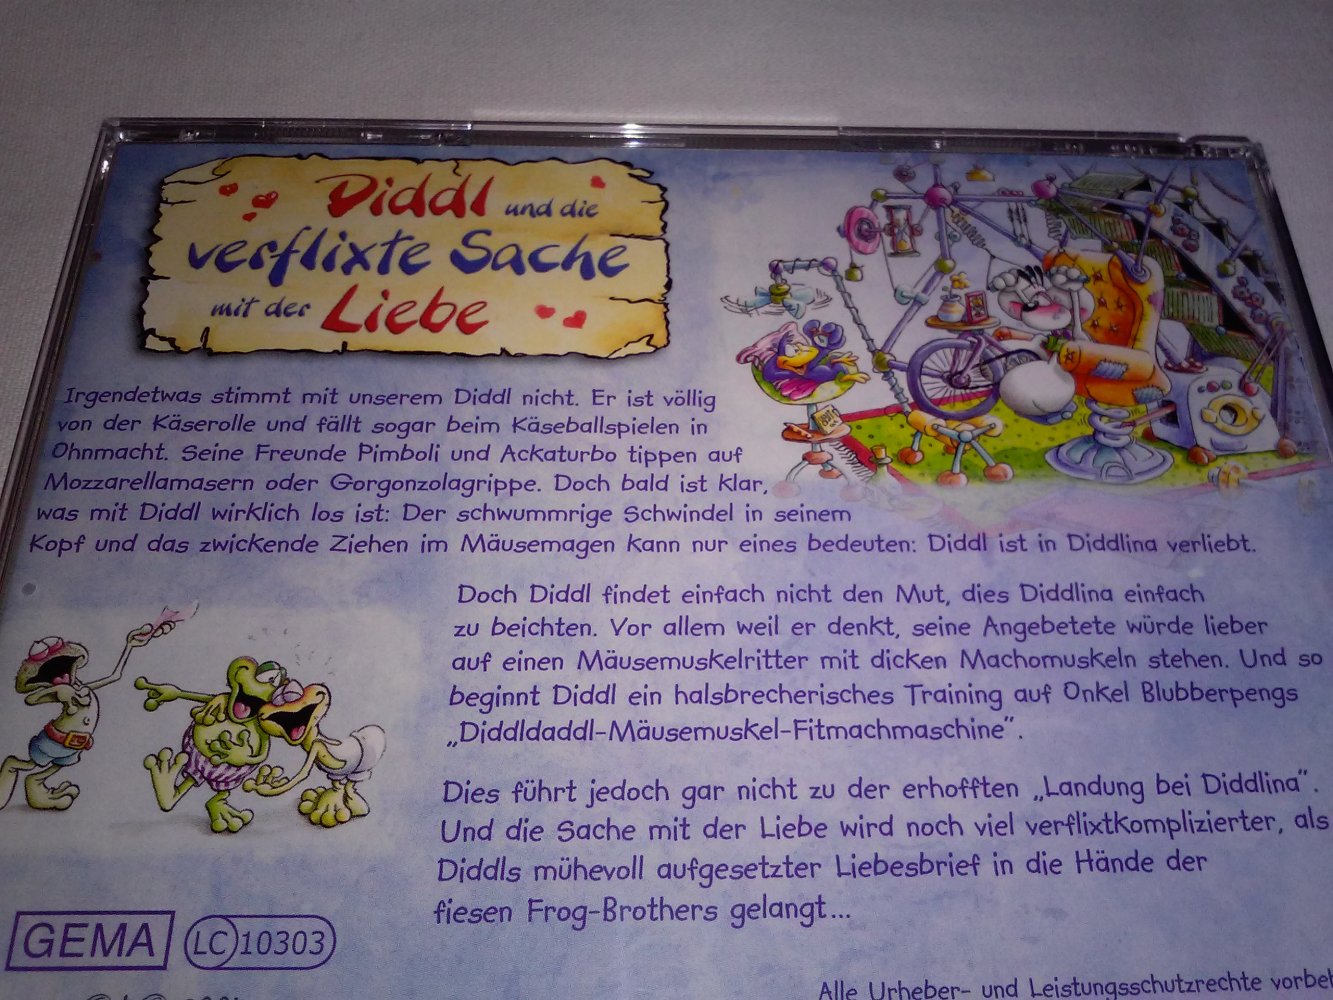 Diddl und die
verflixte Sache
mit der Liebe
Irgendetwas stimmt mit unserem Diddl nicht. Er ist völlig
von der Käserolle und fällt sogar beim Käseballspielen in
Ohnmacht. Seine Freunde Pimboli und Ackaturbo tippen auf
Mozzarellamasern oder Gorgonzolagrippe. Doch bald ist klar,
was mit Diddl wirklich los ist: Der schwummrige Schwindel in seinem
Kopf und das zwickende Ziehen im Mäusemagen kann nur eines bedeuten: Diddl ist in Diddlina verliebt.
Doch Diddl findet einfach nicht den Mut, dies Diddlina einfach
zu beichten. Vor allem weil er denkt, seine Angebetete würde lieber
auf einen Mäusemuskelritter mit dicken Machomuskeln stehen. Und so
beginnt Diddl ein halsbrecherisches Training auf Onkel Blubberpengs
„Diddldaddl-Mäusemuskel-Fitmachmaschine".
Dies führt jedoch gar nicht zu der erhofften „Landung bei Diddlina".
Und die Sache mit der Liebe wird noch viel verflixtkomplizierter, als
Diddls mühevoll aufgesetzter Liebesbrief in die Hände der
fiesen Frog-Brothers gelangt...
GEMA LC 10303
Alle Urheber- und Leistungsschutzrechte